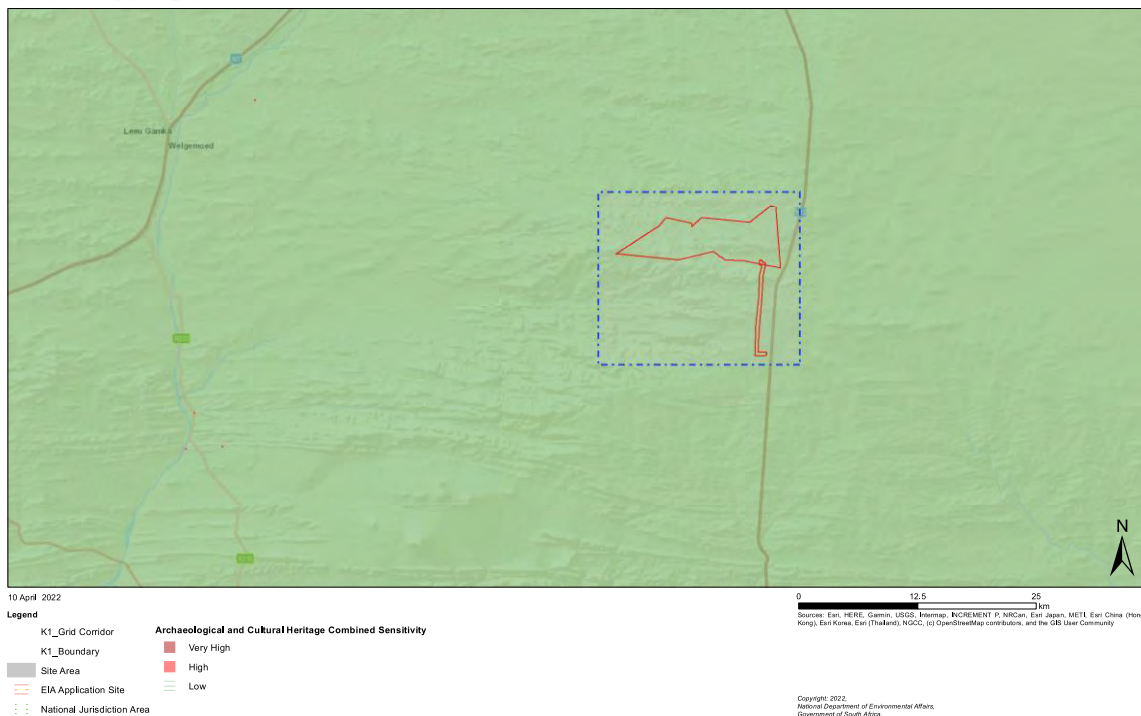 Leeu Gamka
Welgemoed
N
10 April 2022
Legend
K1_Grid Corridor
K1_Boundary
Site Area
EIA Application Site
National Jurisdiction Area
Archaeological and Cultural Heritage Combined Sensitivity
Very High
High
Low
0 12.5 25
km
Sources: Esri, HERE, Garmin, USGS, Intermap, INCREMENT P, NRCan, Esri Japan, METI, Esri China (Hong
Kong), Esri Korea, Esri (Thailand), NGCC, (c) OpenStreetMap contributors, and the GIS User Community
Copyright: 2022,
National Department of Environmental Affairs,
Government of South Africa.